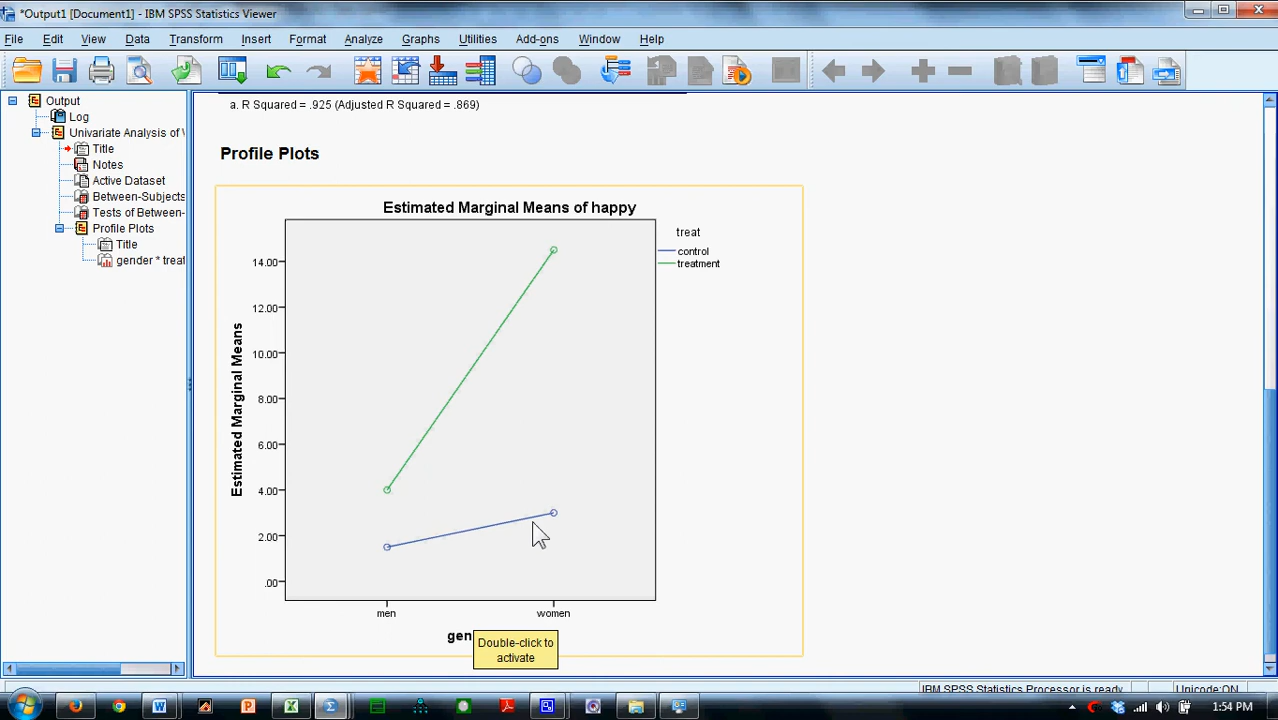 *Output1 [Document1] - IBM SPSS Statistics Viewer
File Edit View Data Transform Insert Format Analyze Graphs Utilities Add-ons Window Help
Output
Log
Univariate Analysis of V
Title
Notes
Active Dataset
Between-Subjects
Tests of Between-
Profile Plots
Title
gender * treat
a. R Squared = .925 (Adjusted R Squared = .869)
Profile Plots
Estimated Marginal Means of happy
treat
control
treatment
Estimated Marginal Means
14.00
12.00
10.00
8.00
6.00
4.00
2.00
.00
men women
gen
Double-click to
activate
IBM SPSS Statistics Processor is ready
Unicode:ON
1:54 PM